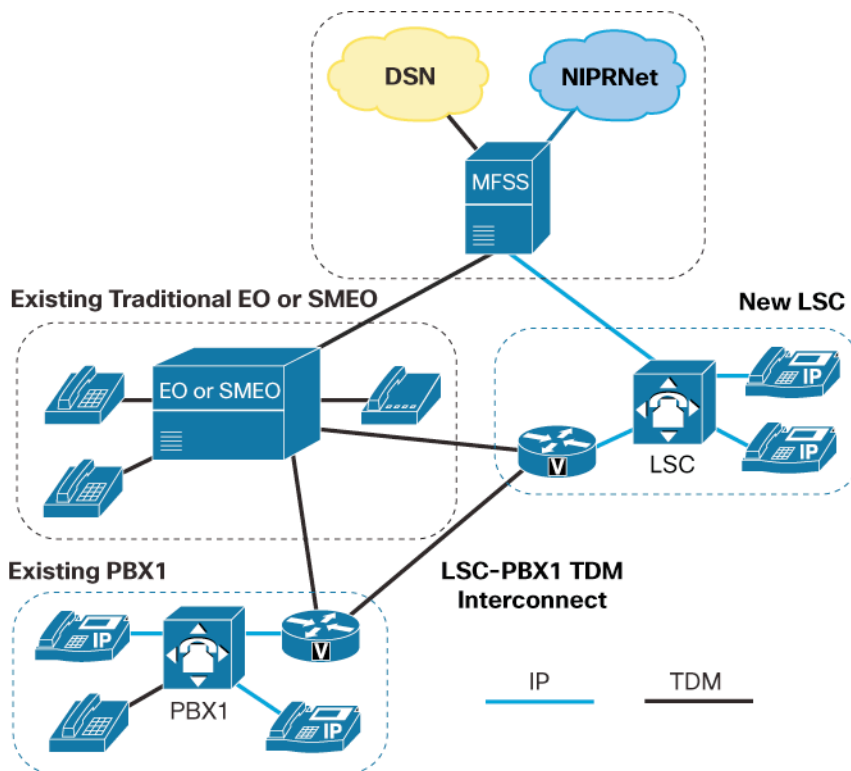 DSN
NIPRNet
MFSS
Existing Traditional EO or SMEO
New LSC
EO or SMEO
IP
IP
V
LSC
Existing PBX1
LSC-PBX1 TDM
Interconnect
IP
V
PBX1
IP
IP
TDM